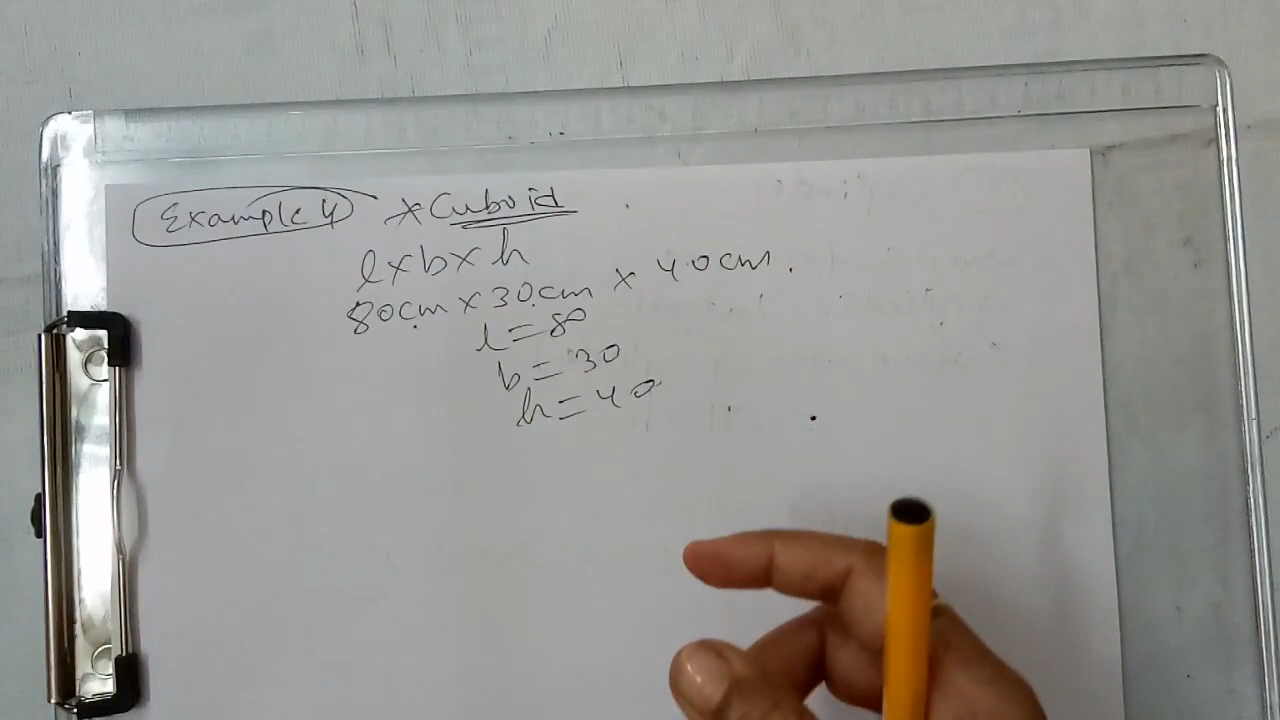 Example 4 * Cuboid
l×b×h
80cm × 30cm × 40cm.
l = 80
b = 30
h = 40